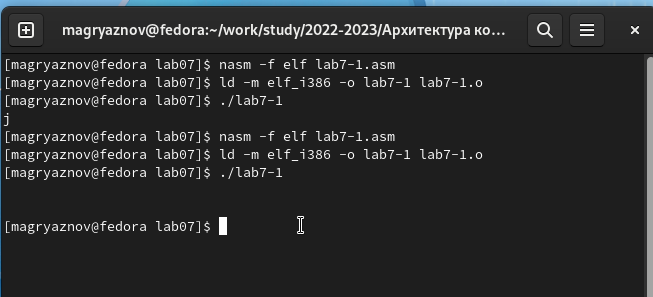 magryaznov@fedora:~/work/study/2022-2023/Архитектура ко...
[magryaznov@fedora lab07]$ nasm -f elf lab7-1.asm
[magryaznov@fedora lab07]$ ld -m elf_i386 -o lab7-1 lab7-1.o
[magryaznov@fedora lab07]$ ./lab7-1
j
[magryaznov@fedora lab07]$ nasm -f elf lab7-1.asm
[magryaznov@fedora lab07]$ ld -m elf_i386 -o lab7-1 lab7-1.o
[magryaznov@fedora lab07]$ ./lab7-1
[magryaznov@fedora lab07]$